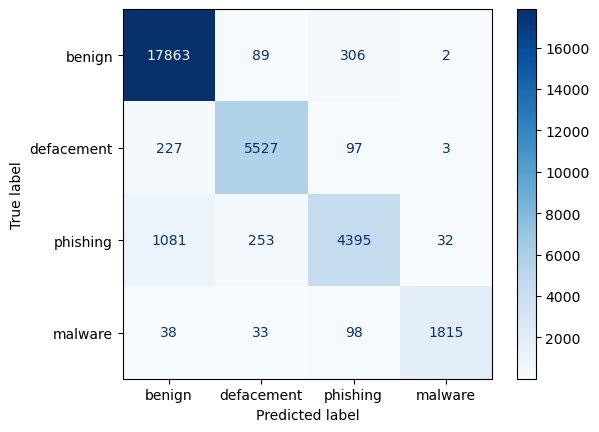 benign 17863 89 306 2
defacement 227 5527 97 3
phishing 1081 253 4395 32
malware 38 33 98 1815
benign defacement phishing malware
Predicted label
True label
16000
14000
12000
10000
8000
6000
4000
2000